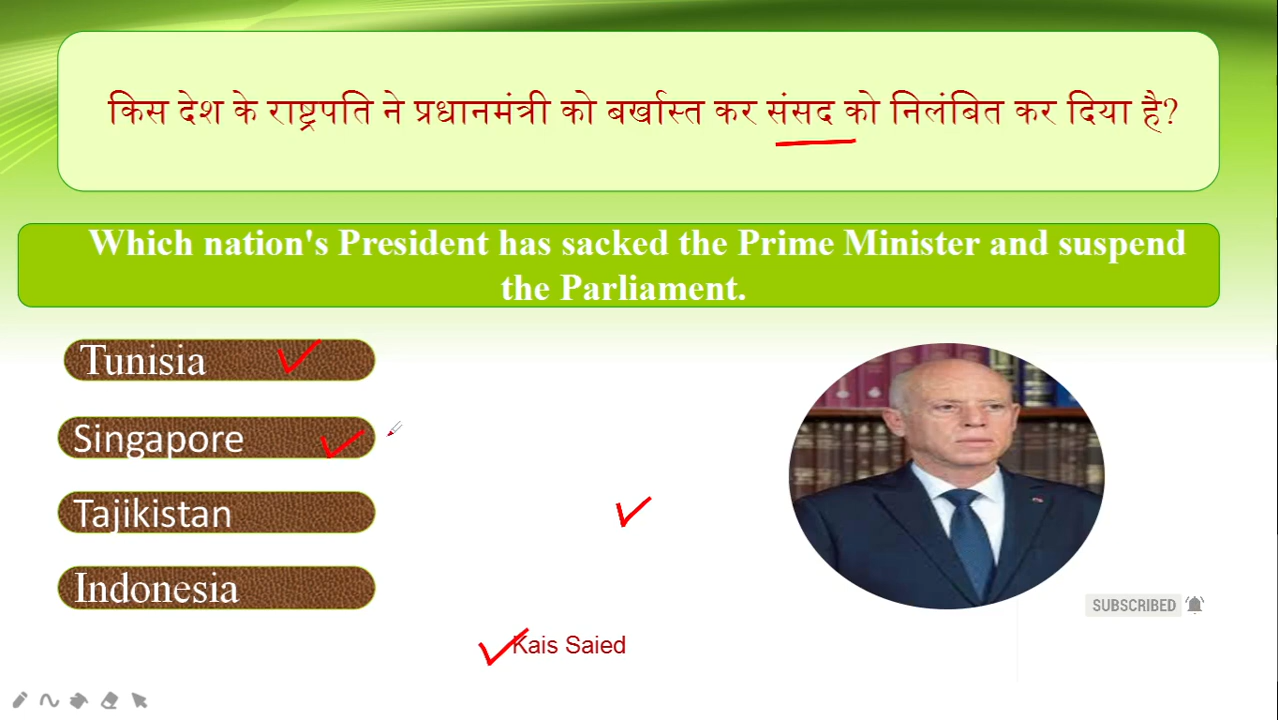 किस देश के राष्ट्रपति ने प्रधानमंत्री को बर्खास्त कर संसद को निलंबित कर दिया है?
Which nation's President has sacked the Prime Minister and suspend
the Parliament.
Tunisia
Singapore
Tajikistan
Indonesia
SUBSCRIBED
Kais Saied